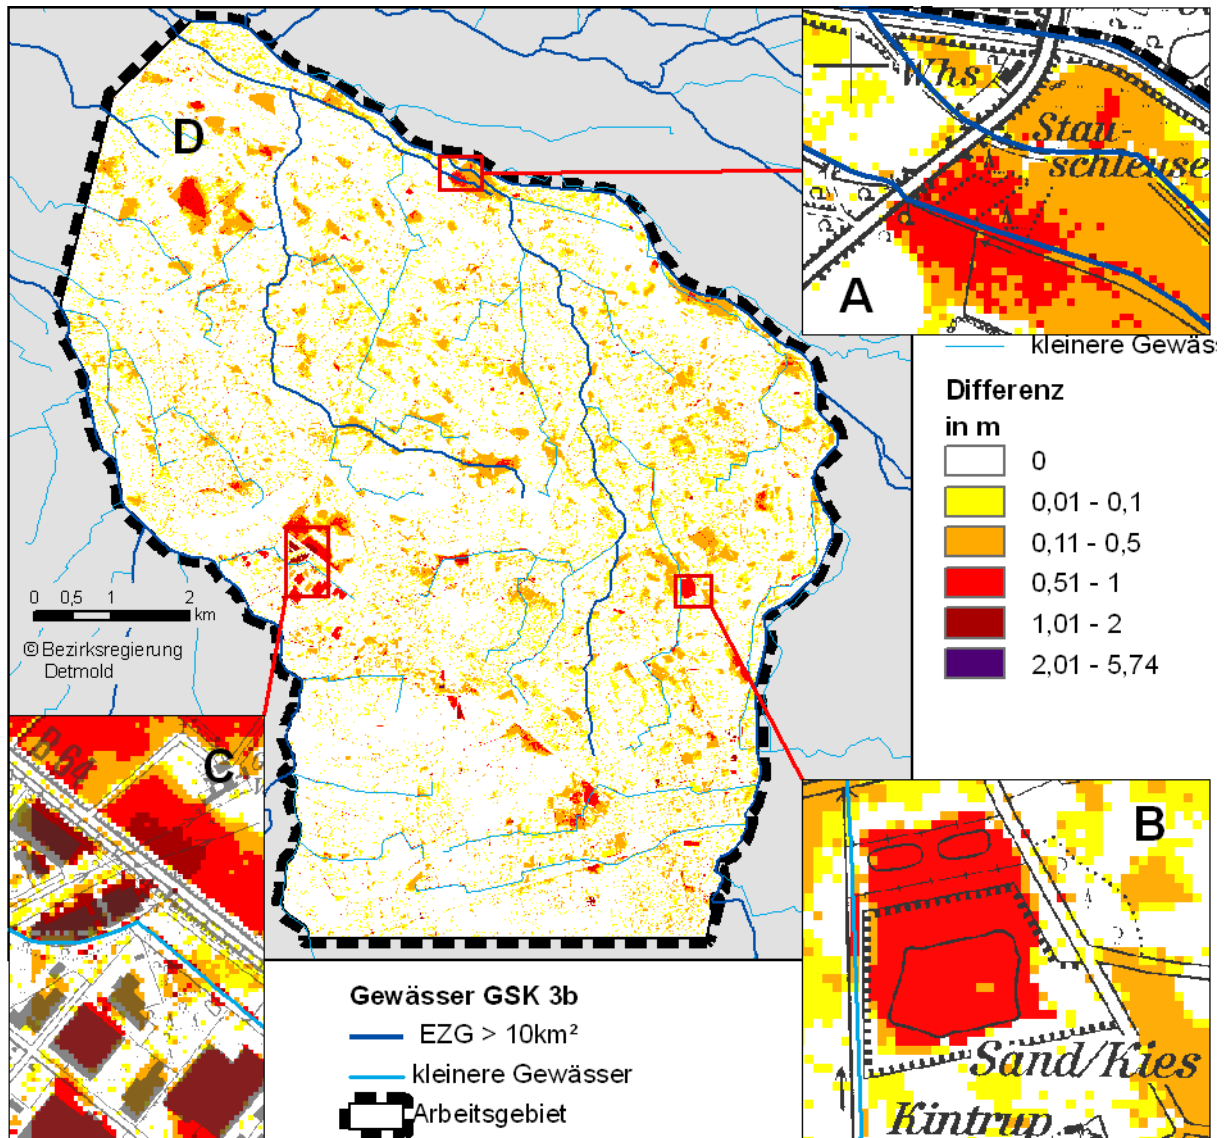 D
Whs
Stau-
schleuse
A
kleinere Gewäss
Differenz
in m
0
0,01 - 0,1
0,11 - 0,5
0,51 - 1
1,01 - 2
2,01 - 5,74
0 0,5 1 2
km
© Bezirksregierung
Detmold
B 64
C
B
Sand/Kies
Kintrup
Gewässer GSK 3b
EZG > 10km²
kleinere Gewässer
Arbeitsgebiet